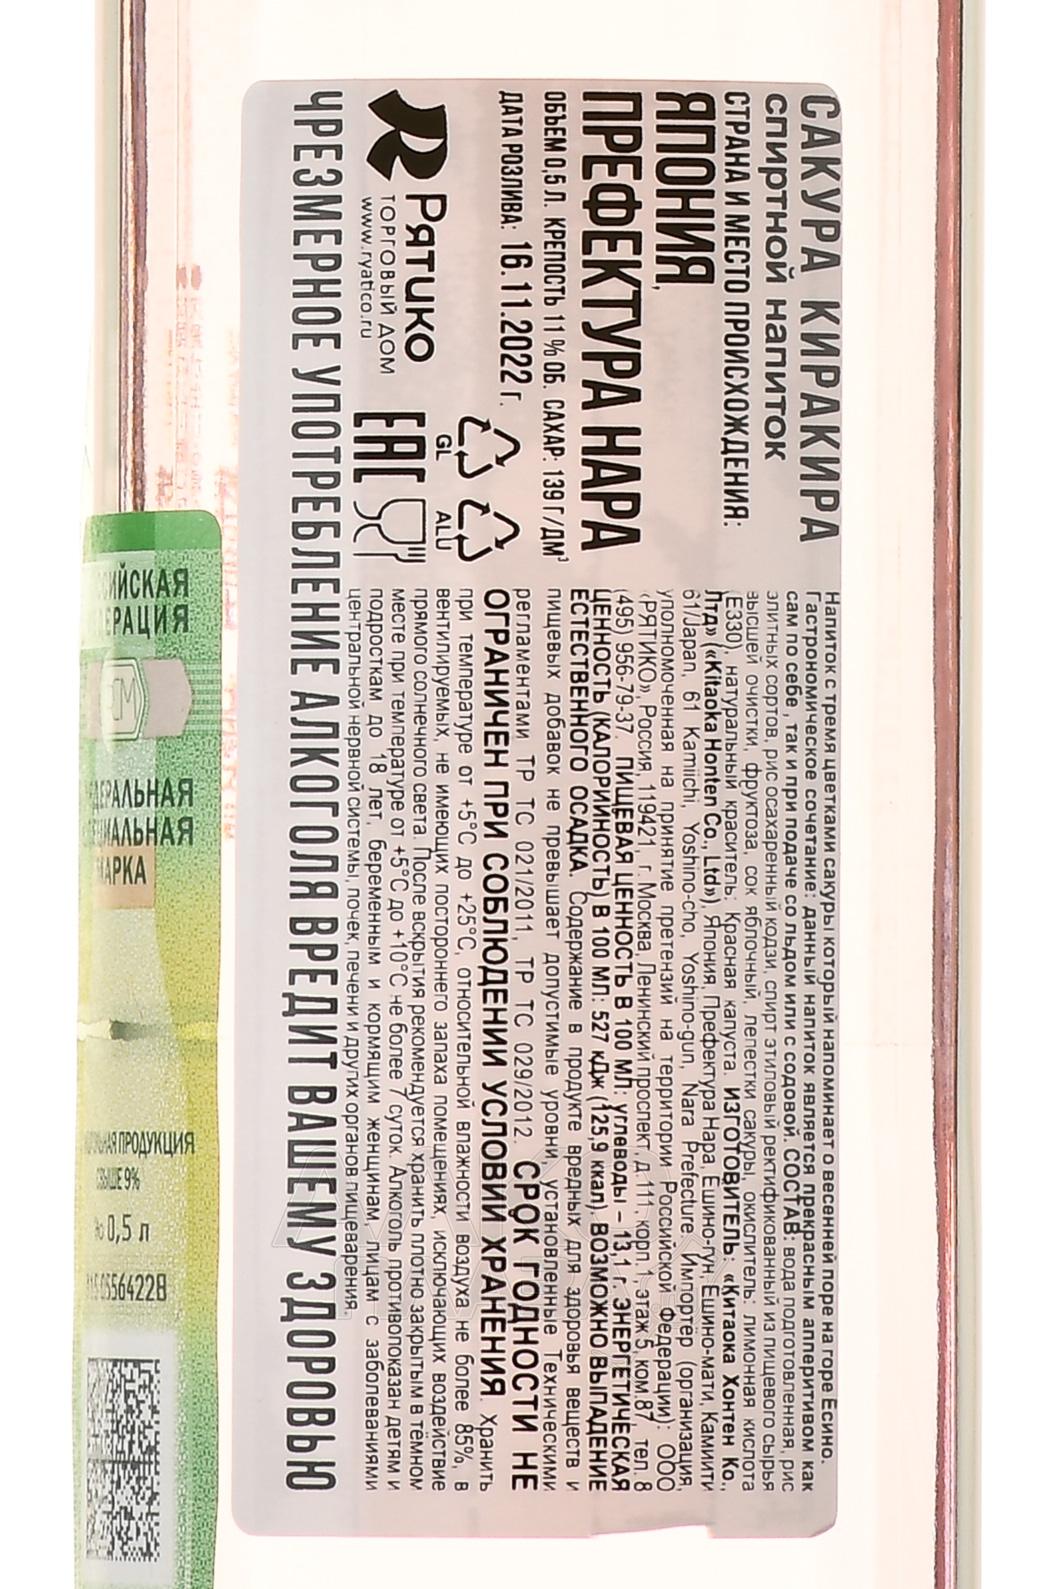 САКУРА КИРАКИРА
спиртной напиток
СТРАНА И МЕСТО ПРОИСХОЖДЕНИЯ:
ЯПОНИЯ,
ПРЕФЕКТУРА НАРА
ОБЪЕМ 0,5 Л. КРЕПОСТЬ 11 % ОБ. САХАР: 139 Г/ДМ³
ДАТА РОЗЛИВА: 16.11.2022 г.
РЯТИКО
ТОРГОВЫЙ ДОМ
www.ryatico.ru
GL ALU
EAC
Напиток с тремя цветками сакуры который напоминает о весенней поре на горе Есино.
Гастрономическое сочетание: данный напиток является прекрасным апперитивом как
сам по себе, так и при подаче со льдом или с содовой. СОСТАВ: вода подготовленная, рис
элитных сортов, рис осахаренный кодзи, спирт этиловый ректификованный из пищевого сырья
высшей очистки, фруктоза, сок яблочный, лепестки сакуры, окислитель: лимонная кислота
(Е330), натуральный краситель: Красная капуста. ИЗГОТОВИТЕЛЬ: «Китаока Хонтен Ко.,
Лтд» («Kitaoka Honten Co., Ltd»), Япония, Префектура Нара, Ешино-гун, Ешино-мати, Камиити
61/Japan, 61 Kamiichi, Yoshino-cho, Yoshino-gun, Nara Prefecture. Импортёр (организация,
уполномоченная на принятие претензий на территории Российской Федерации): ООО
«РЯТИКО», Россия, 119421, г. Москва, Ленинский проспект, д.111, корп.1, этаж 5, ком.87, тел. 8
(495) 956-79-37. ПИЩЕВАЯ ЦЕННОСТЬ В 100 МЛ: углеводы – 13,1 г. ЭНЕРГЕТИЧЕСКАЯ
ЦЕННОСТЬ (КАЛОРИЙНОСТЬ) В 100 МЛ: 527 кДж (125,9 ккал). ВОЗМОЖНО ВЫПАДЕНИЕ
ЕСТЕСТВЕННОГО ОСАДКА. Содержание в продукте вредных для здоровья веществ и
пищевых добавок не превышает допустимые уровни, установленные Техническими
регламентами ТР ТС 021/2011, ТР ТС 029/2012. СРОК ГОДНОСТИ НЕ
ОГРАНИЧЕН ПРИ СОБЛЮДЕНИИ УСЛОВИЙ ХРАНЕНИЯ. Хранить
при температуре от +5°С до +25°С, относительной влажности воздуха не более 85%, в
вентилируемых, не имеющих постороннего запаха помещениях, исключающих воздействие
прямого солнечного света. После вскрытия рекомендуется хранить плотно закрытым в тёмном
месте при температуре от +5°С до +10°С не более 7 суток. Алкоголь противопоказан детям и
подросткам до 18 лет, беременным и кормящим женщинам, лицам с заболеваниями
центральной нервной системы, почек, печени и других органов пищеварения.
ЧРЕЗМЕРНОЕ УПОТРЕБЛЕНИЕ АЛКОГОЛЯ ВРЕДИТ ВАШЕМУ ЗДОРОВЬЮ
ПРОДУКЦИЯ
СВЫШЕ 9%
до 0,5 л